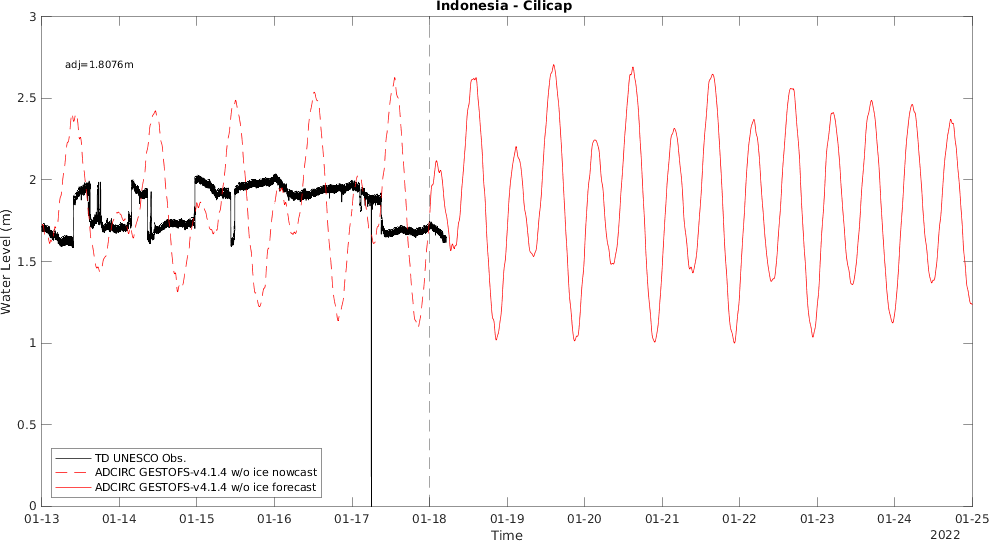 Indonesia - Cilicap
adj=1.8076m
3
2.5
2
1.5
1
0.5
0
Water Level (m)
TD UNESCO Obs.
ADCIRC GESTOFS-v4.1.4 w/o ice nowcast
ADCIRC GESTOFS-v4.1.4 w/o ice forecast
01-13 01-14 01-15 01-16 01-17 01-18 01-19 01-20 01-21 01-22 01-23 01-24 01-25
Time
2022